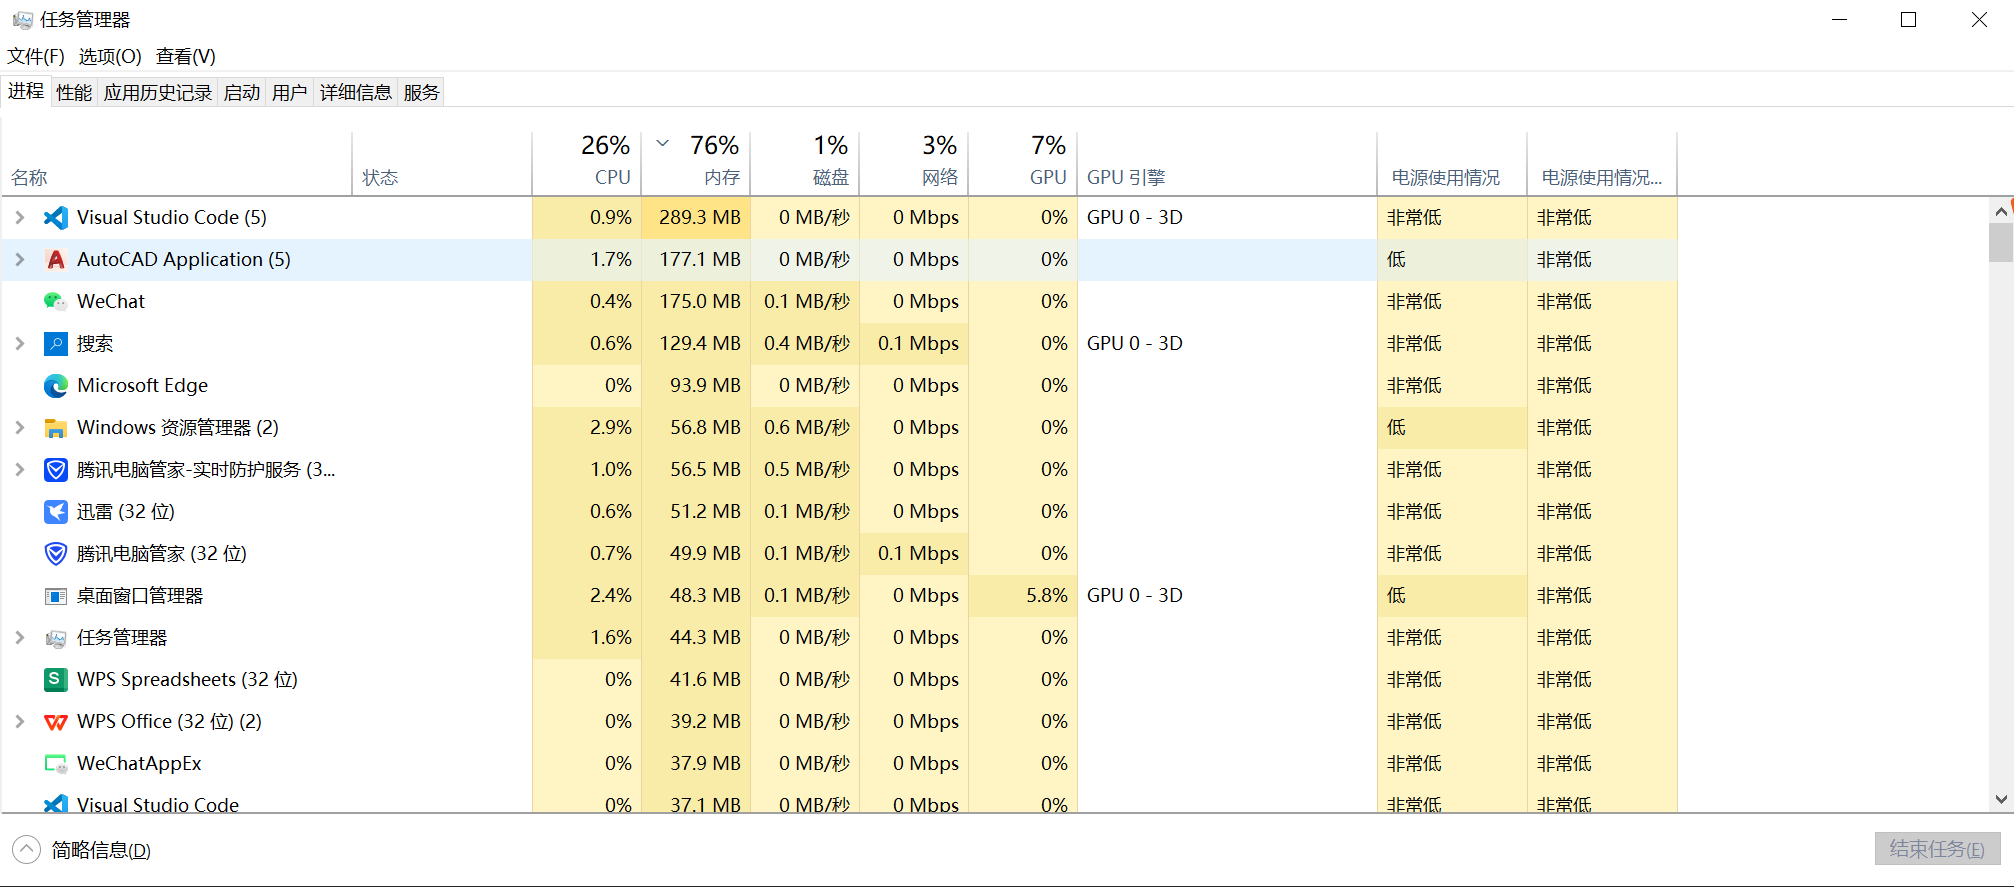 任务管理器
文件(F) 选项(O) 查看(V)
进程 性能 应用历史记录 启动 用户 详细信息 服务
26% 76% 1% 3% 7%
名称 状态 CPU 内存 磁盘 网络 GPU GPU 引擎 电源使用情况 电源使用情况...
Visual Studio Code (5) 0.9% 289.3 MB 0 MB/秒 0 Mbps 0% GPU 0 - 3D 非常低 非常低
AutoCAD Application (5) 1.7% 177.1 MB 0 MB/秒 0 Mbps 0% 低 非常低
WeChat 0.4% 175.0 MB 0.1 MB/秒 0 Mbps 0% 非常低 非常低
搜索 0.6% 129.4 MB 0.4 MB/秒 0.1 Mbps 0% GPU 0 - 3D 非常低 非常低
Microsoft Edge 0% 93.9 MB 0 MB/秒 0 Mbps 0% 非常低 非常低
Windows 资源管理器 (2) 2.9% 56.8 MB 0.6 MB/秒 0 Mbps 0% 低 非常低
腾讯电脑管家-实时防护服务 (3... 1.0% 56.5 MB 0.5 MB/秒 0 Mbps 0% 非常低 非常低
迅雷 (32 位) 0.6% 51.2 MB 0.1 MB/秒 0 Mbps 0% 非常低 非常低
腾讯电脑管家 (32 位) 0.7% 49.9 MB 0.1 MB/秒 0.1 Mbps 0% 非常低 非常低
桌面窗口管理器 2.4% 48.3 MB 0.1 MB/秒 0 Mbps 5.8% GPU 0 - 3D 低 非常低
任务管理器 1.6% 44.3 MB 0 MB/秒 0 Mbps 0% 非常低 非常低
WPS Spreadsheets (32 位) 0% 41.6 MB 0 MB/秒 0 Mbps 0% 非常低 非常低
WPS Office (32 位) (2) 0% 39.2 MB 0 MB/秒 0 Mbps 0% 非常低 非常低
WeChatAppEx 0% 37.9 MB 0 MB/秒 0 Mbps 0% 非常低 非常低
Visual Studio Code 0% 37.1 MB 0 MB/秒 0 Mbps 0% 非常低 非常低
简略信息(D) 结束任务(E)